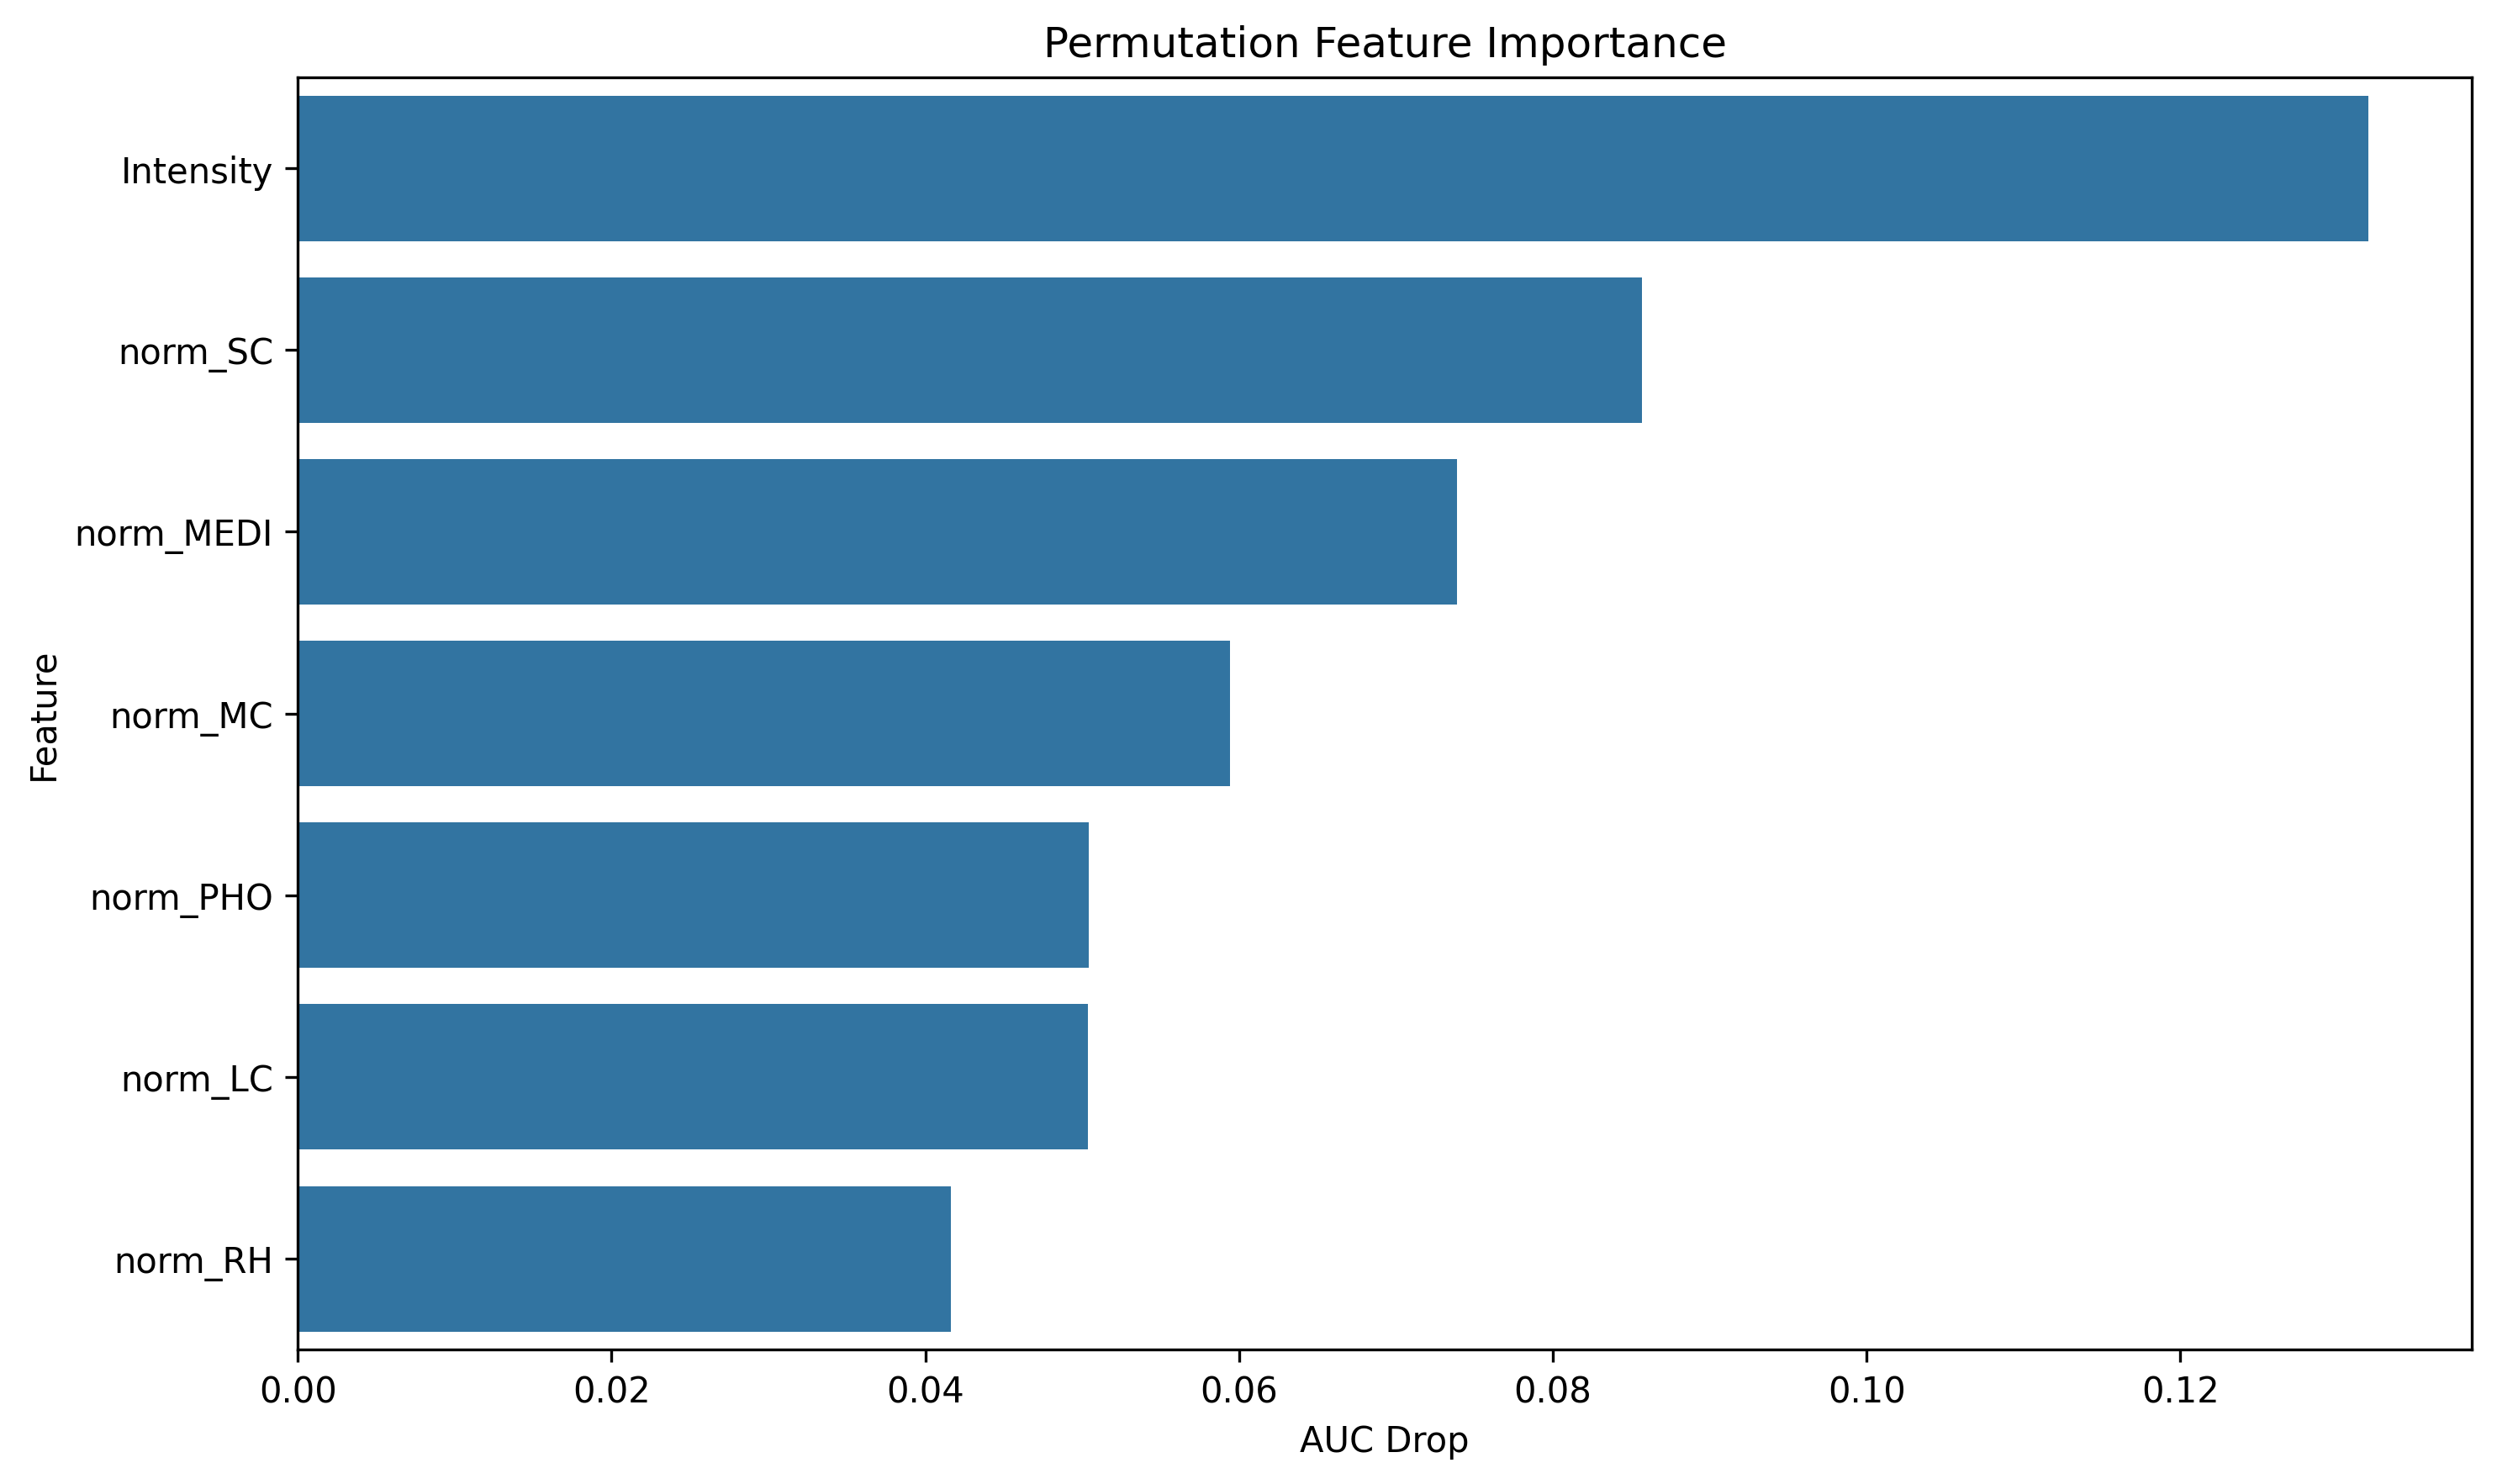 Permutation Feature Importance
Intensity
norm_SC
norm_MEDI
norm_MC
norm_PHO
norm_LC
norm_RH
Feature
0.00 0.02 0.04 0.06 0.08 0.10 0.12
AUC Drop